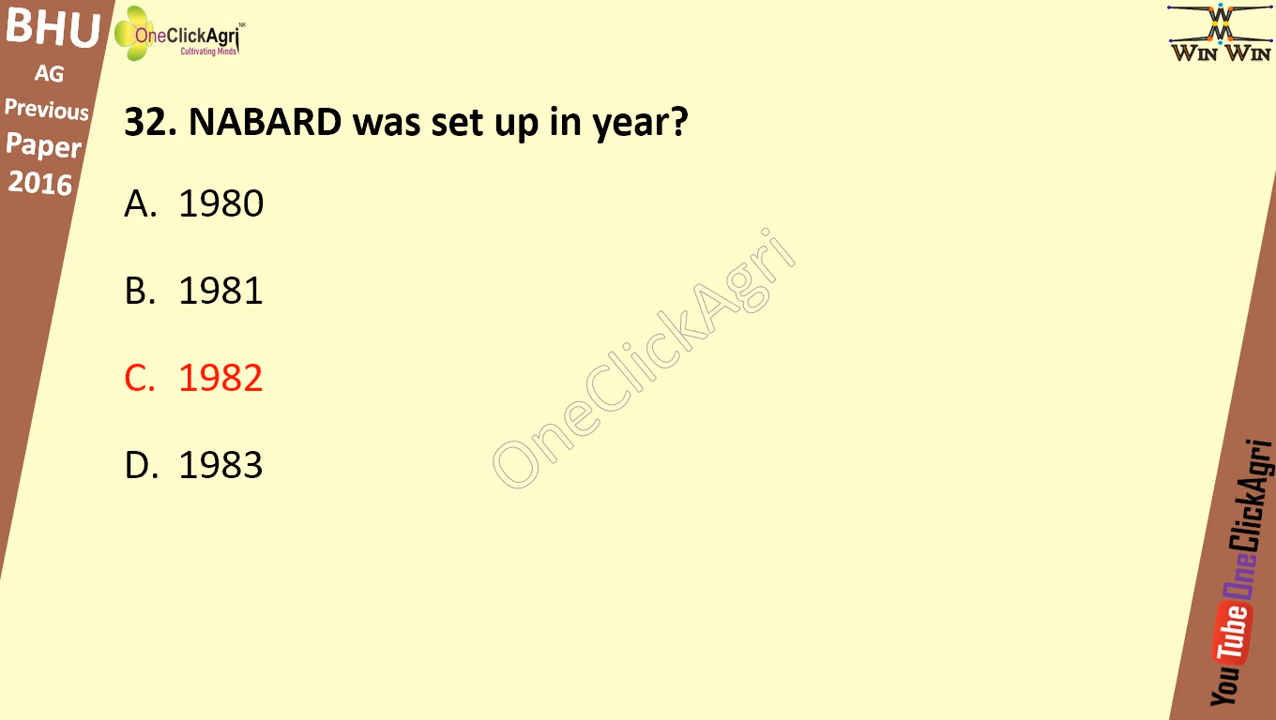 BHU
AG
Previous
Paper
2016
OneClickAgri NK
Cultivating Minds
WIN WIN
32. NABARD was set up in year?
A. 1980
B. 1981
C. 1982
D. 1983
OneClickAgri
YouTube OneClickAgri